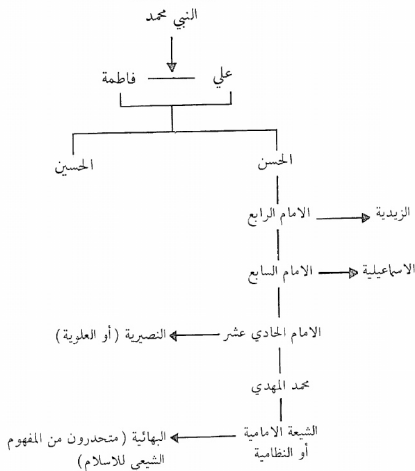 النبي محمد
علي
فاطمة
الحسن
الحسين
الامام الرابع
الزيدية
الامام السابع
الاسماعيلية
الامام الحادي عشر
النصيرية (أو العلوية)
محمد المهدي
الشيعة الامامية
أو النظامية
البهائية (متحدرون من المفهوم
الشيعي للاسلام)